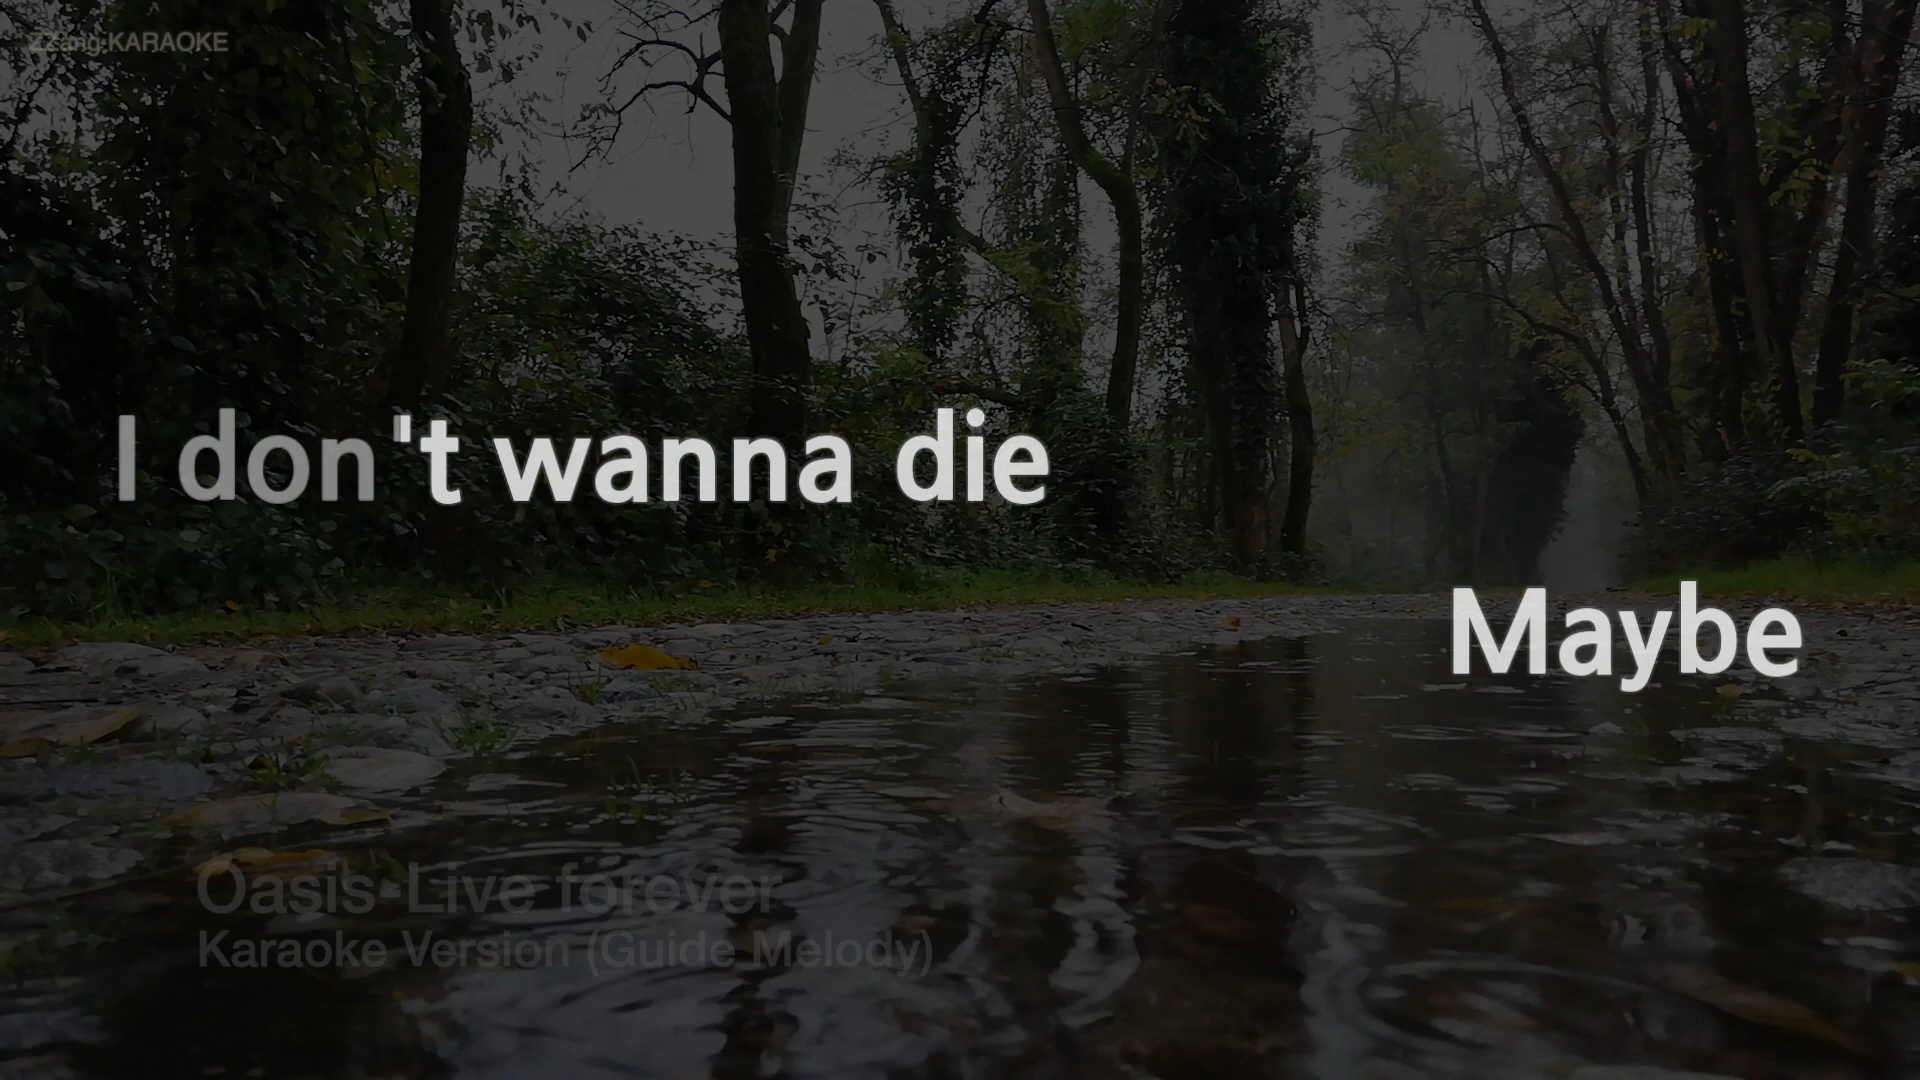 ZZang KARAOKE
I don't wanna die
Maybe
Oasis-Live forever
Karaoke Version (Guide Melody)